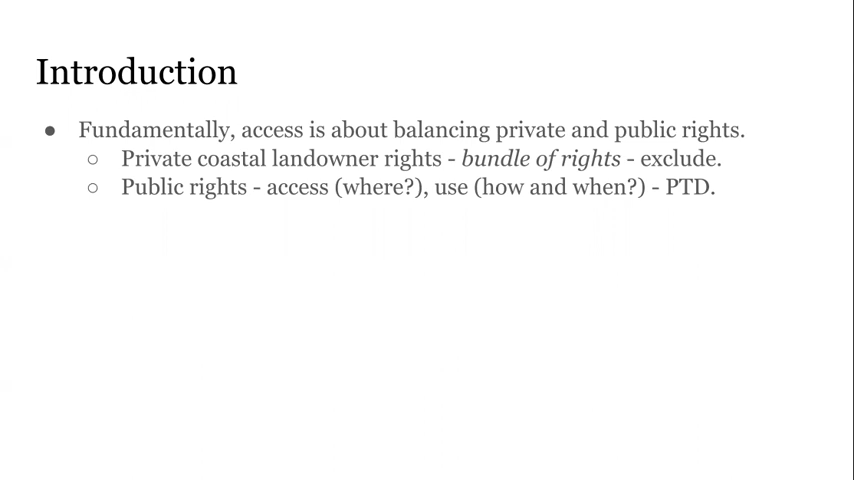 Introduction
● Fundamentally, access is about balancing private and public rights.
○ Private coastal landowner rights - bundle of rights - exclude.
○ Public rights - access (where?), use (how and when?) - PTD.